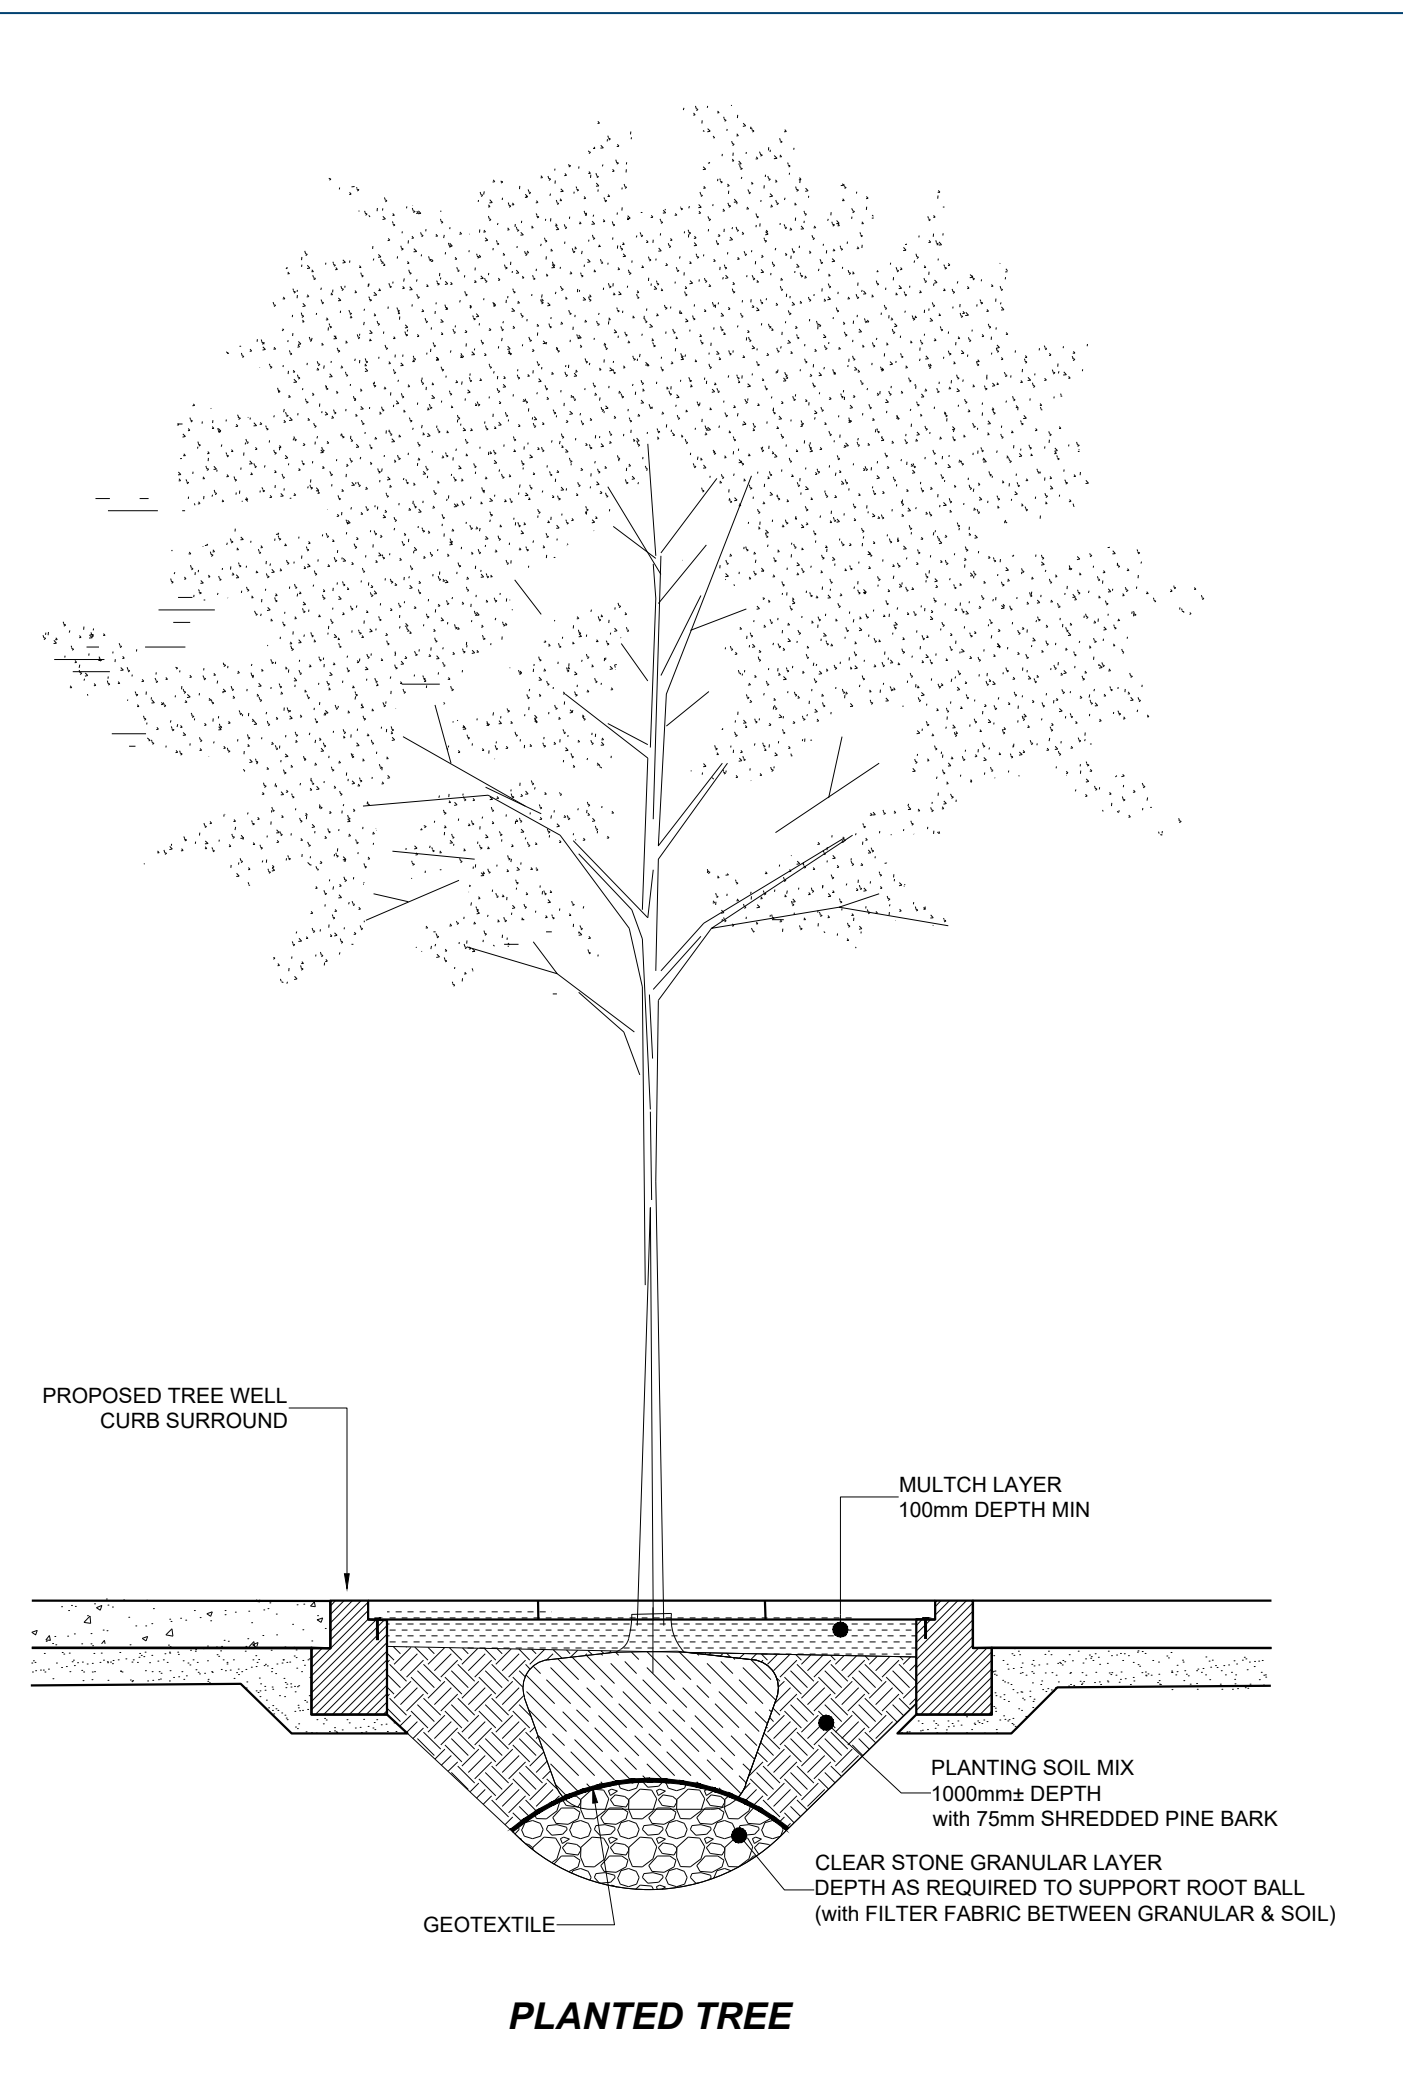 PROPOSED TREE WELL
CURB SURROUND
MULTCH LAYER
100mm DEPTH MIN
PLANTING SOIL MIX
1000mm± DEPTH
with 75mm SHREDDED PINE BARK
CLEAR STONE GRANULAR LAYER
DEPTH AS REQUIRED TO SUPPORT ROOT BALL
(with FILTER FABRIC BETWEEN GRANULAR & SOIL)
GEOTEXTILE
PLANTED TREE